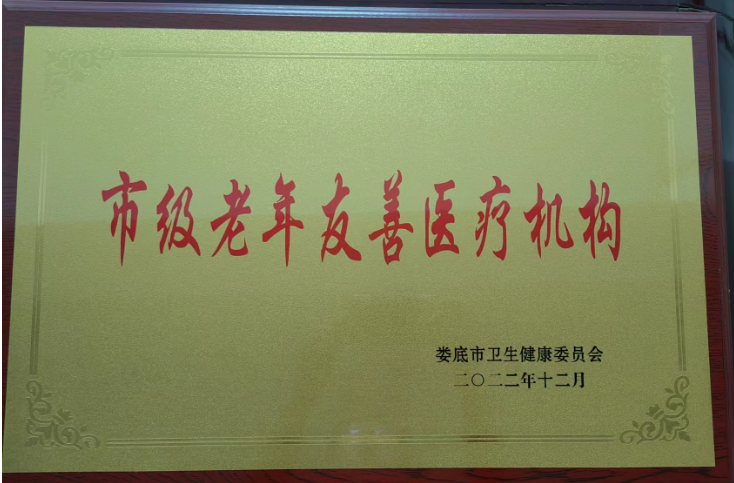 市级老年友善医疗机构
娄底市卫生健康委员会
二〇二二年十二月